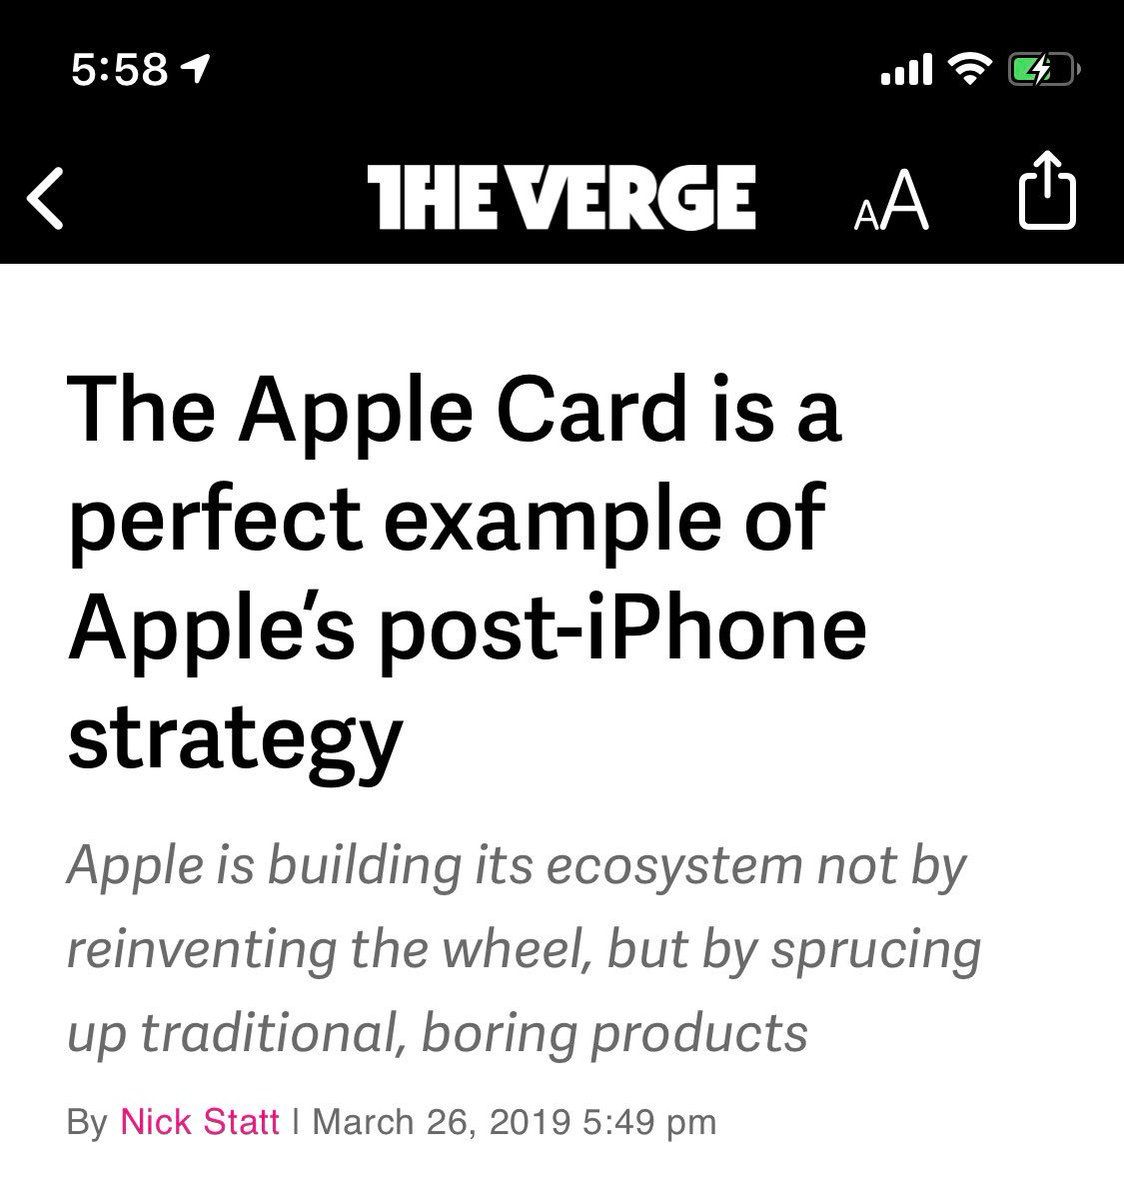 5:58
THE VERGE
AA
The Apple Card is a
perfect example of
Apple's post-iPhone
strategy
Apple is building its ecosystem not by
reinventing the wheel, but by sprucing
up traditional, boring products
By Nick Statt | March 26, 2019 5:49 pm